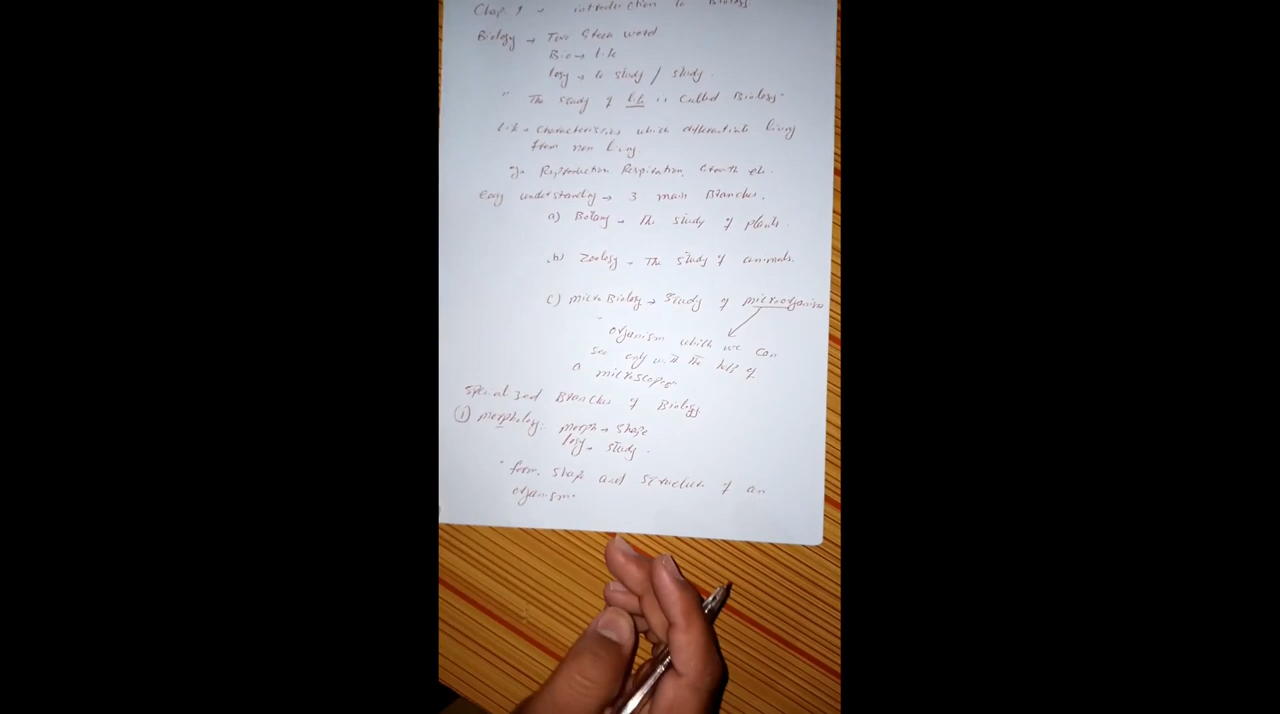 Chap. 1 → introduction to Biology
Biology → Two Steen word
Bio → life
logy → to study / study.
" The study of life is called Biology"
life → characteristics which differentiate living
from non living.
Reproduction, Respiration, Growth etc.
easy understanding → 3 main Branches.
a) Botany → The study of plants.
b) Zoology → The study of animals.
c) micro Biology → Study of microorganism
" organism which we can
see only with the help of
a microscope"
Specialized Branches of Biology
① morphology: morph → shape
logy → study.
" form, shape and structure of an
organism.